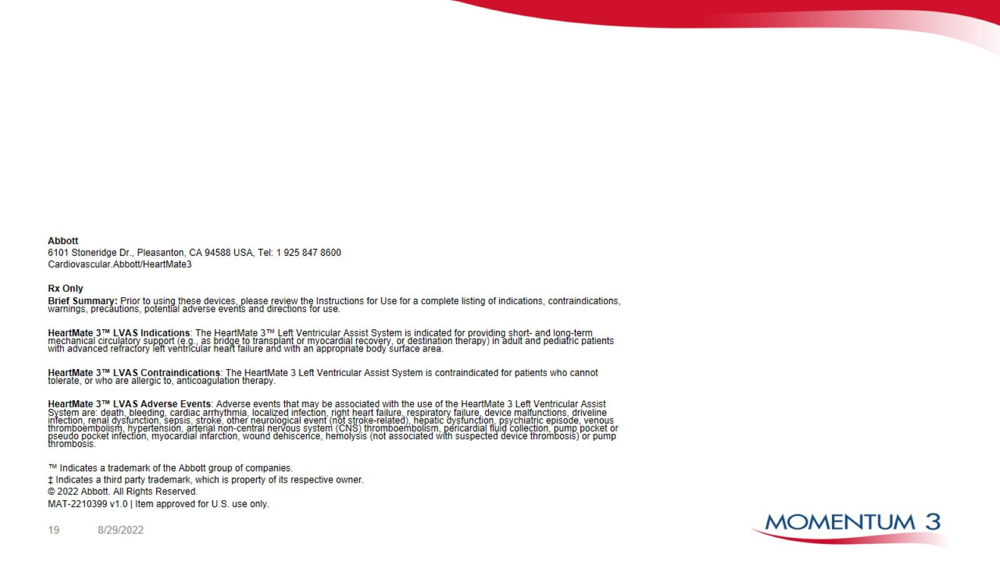 Abbott
6101 Stoneridge Dr., Pleasanton, CA 94588 USA, Tel: 1 925 847 8600
Cardiovascular.Abbott/HeartMate3
Rx Only
Brief Summary: Prior to using these devices, please review the Instructions for Use for a complete listing of indications, contraindications,
warnings, precautions, potential adverse events and directions for use.
HeartMate 3™ LVAS Indications: The HeartMate 3™ Left Ventricular Assist System is indicated for providing short- and long-term
mechanical circulatory support (e.g., as bridge to transplant or myocardial recovery, or destination therapy) in adult and pediatric patients
with advanced refractory left ventricular heart failure and with an appropriate body surface area.
HeartMate 3™ LVAS Contraindications: The HeartMate 3 Left Ventricular Assist System is contraindicated for patients who cannot
tolerate, or who are allergic to, anticoagulation therapy.
HeartMate 3™ LVAS Adverse Events: Adverse events that may be associated with the use of the HeartMate 3 Left Ventricular Assist
System are: death, bleeding, cardiac arrhythmia, localized infection, right heart failure, respiratory failure, device malfunctions, driveline
infection, renal dysfunction, sepsis, stroke, other neurological event (not stroke-related), hepatic dysfunction, psychiatric episode, venous
thromboembolism, hypertension, arterial non-central nervous system (CNS) thromboembolism, pericardial fluid collection, pump pocket or
pseudo pocket infection, myocardial infarction, wound dehiscence, hemolysis (not associated with suspected device thrombosis) or pump
thrombosis.
™ Indicates a trademark of the Abbott group of companies.
‡ Indicates a third party trademark, which is property of its respective owner.
© 2022 Abbott. All Rights Reserved.
MAT-2210399 v1.0 | Item approved for U.S. use only.
19 8/29/2022
MOMENTUM 3